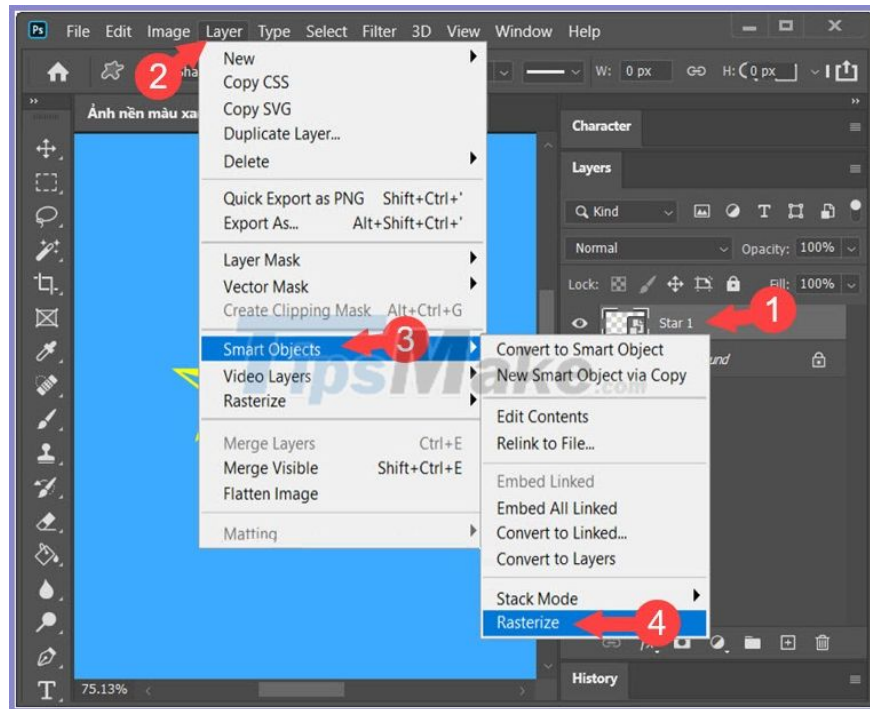 Ps File Edit Image Layer Type Select Filter 3D View Window Help
2
W: 0 px H: 0 px
Ảnh nền màu xa
New
Copy CSS
Copy SVG
Duplicate Layer...
Delete
Quick Export as PNG Shift+Ctrl+'
Export As... Alt+Shift+Ctrl+'
Layer Mask
Vector Mask
Create Clipping Mask Alt+Ctrl+G
Smart Objects
3
Video Layers
Rasterize
Merge Layers Ctrl+E
Merge Visible Shift+Ctrl+E
Flatten Image
Matting
Convert to Smart Object
New Smart Object via Copy
Edit Contents
Relink to File...
Embed Linked
Embed All Linked
Convert to Linked...
Convert to Layers
Stack Mode
Rasterize
4
TipsMake.com
Character
Layers
Kind
Normal Opacity: 100%
Lock: Fill: 100%
Star 1
1
T
75.13%
History